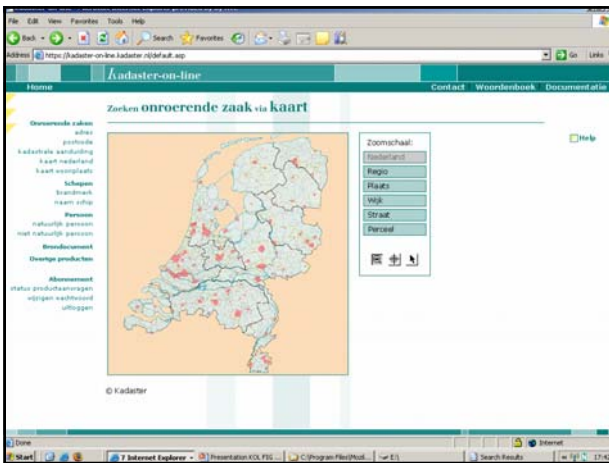 File Edit View Favorites Tools Help
Back Search Favorites
Address https://kadaster-on-line.kadaster.nl/default.asp Go Links
Kadaster-on-line
Home Contact Woordenboek Documentatie
Zoeken onroerende zaak via kaart
Help
Onroerende zaken
adres
postcode
kadastrale aanduiding
kaart nederland
kaart woonplaats
Schepen
brandmerk
naam schip
Persoon
natuurlijk persoon
niet natuurlijk persoon
Brondocument
Overige producten
Abonnement
status productaanvragen
wijzigen wachtwoord
uitloggen
Zoomschaal:
Nederland
Regio
Plaats
Wijk
Straat
Perceel
© Kadaster
Done Internet
Start 7 Internet Explorer Presentation KOL FIG ... C:\Program Files\Mozil... E:\ Search Results